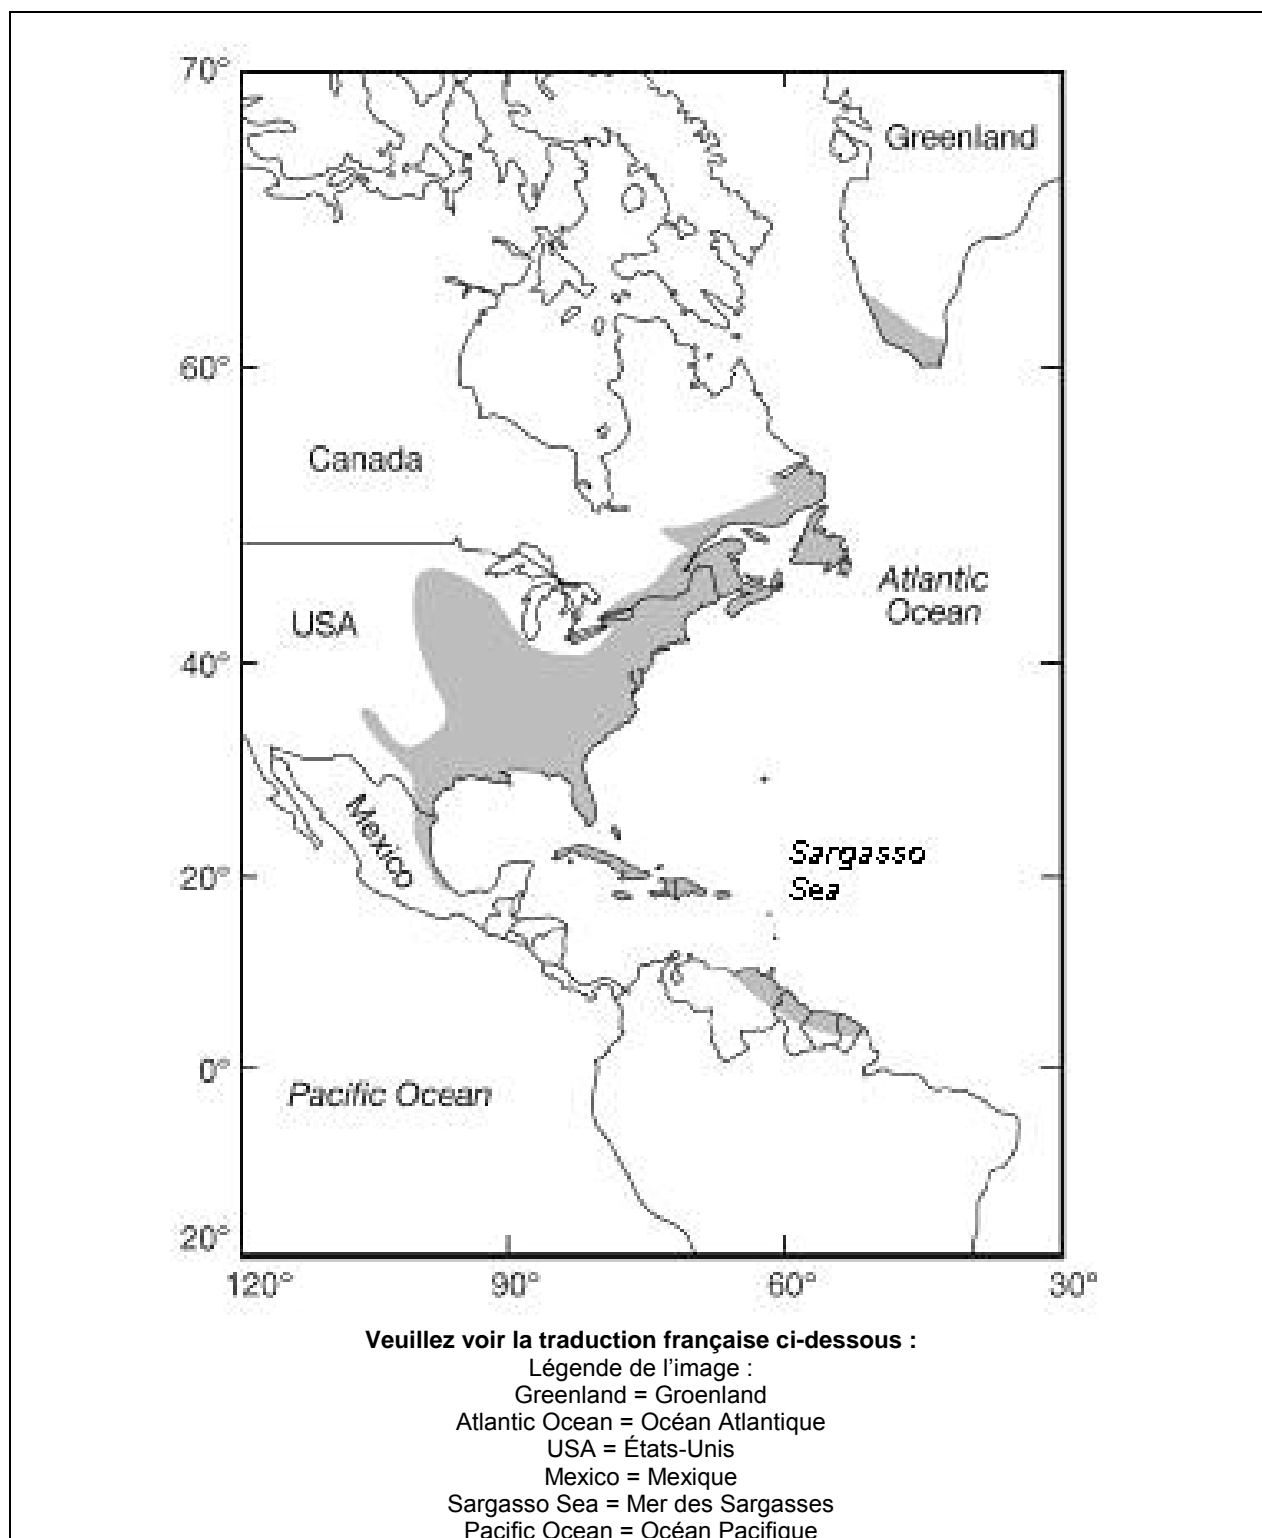 70°
Greenland
60°
Canada
Atlantic
Ocean
USA
40°
Mexico
Sargasso
Sea
20°
0°
Pacific Ocean
20°
120°
90°
60°
30°
Veuillez voir la traduction française ci-dessous :
Légende de l'image :
Greenland = Groenland
Atlantic Ocean = Océan Atlantique
USA = États-Unis
Mexico = Mexique
Sargasso Sea = Mer des Sargasses
Pacific Ocean = Océan Pacifique